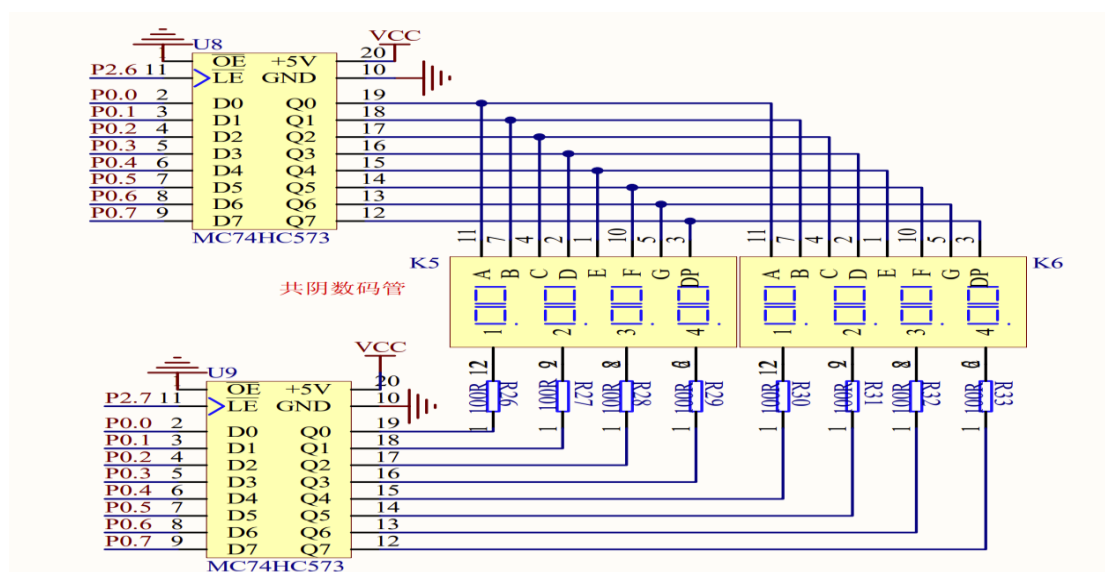 U8
VCC
1 OE +5V 20
P2.6 11 LE GND 10
P0.0 2 D0 Q0 19
P0.1 3 D1 Q1 18
P0.2 4 D2 Q2 17
P0.3 5 D3 Q3 16
P0.4 6 D4 Q4 15
P0.5 7 D5 Q5 14
P0.6 8 D6 Q6 13
P0.7 9 D7 Q7 12
MC74HC573
11 7 4 2 1 10 5 3
11 7 4 2 1 10 5 3
K5
A B C D E F G DP
1 2 3 4
A B C D E F G DP
1 2 3 4
K6
共阴数码管
12 9 8 6
12 9 8 6
100R R26
100R R27
100R R28
100R R29
100R R30
100R R31
100R R32
100R R33
1 1 1 1 1 1 1 1
U9
VCC
1 OE +5V 20
P2.7 11 LE GND 10
P0.0 2 D0 Q0 19
P0.1 3 D1 Q1 18
P0.2 4 D2 Q2 17
P0.3 5 D3 Q3 16
P0.4 6 D4 Q4 15
P0.5 7 D5 Q5 14
P0.6 8 D6 Q6 13
P0.7 9 D7 Q7 12
MC74HC573